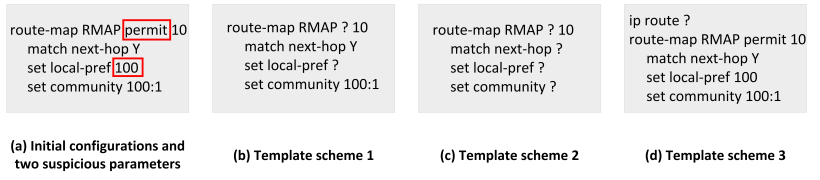 route-map RMAP permit 10
match next-hop Y
set local-pref 100
set community 100:1
(a) Initial configurations and
two suspicious parameters
route-map RMAP ? 10
match next-hop Y
set local-pref ?
set community 100:1
(b) Template scheme 1
route-map RMAP ? 10
match next-hop ?
set local-pref ?
set community ?
(c) Template scheme 2
ip route ?
route-map RMAP permit 10
match next-hop Y
set local-pref 100
set community 100:1
(d) Template scheme 3